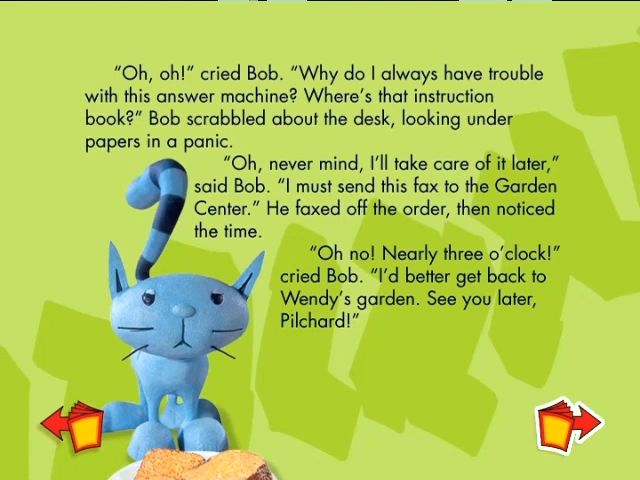 “Oh, oh!” cried Bob. “Why do I always have trouble
with this answer machine? Where’s that instruction
book?” Bob scrabbled about the desk, looking under
papers in a panic.
“Oh, never mind, I’ll take care of it later,”
said Bob. “I must send this fax to the Garden
Center.” He faxed off the order, then noticed
the time.
“Oh no! Nearly three o’clock!”
cried Bob. “I’d better get back to
Wendy’s garden. See you later,
Pilchard!”